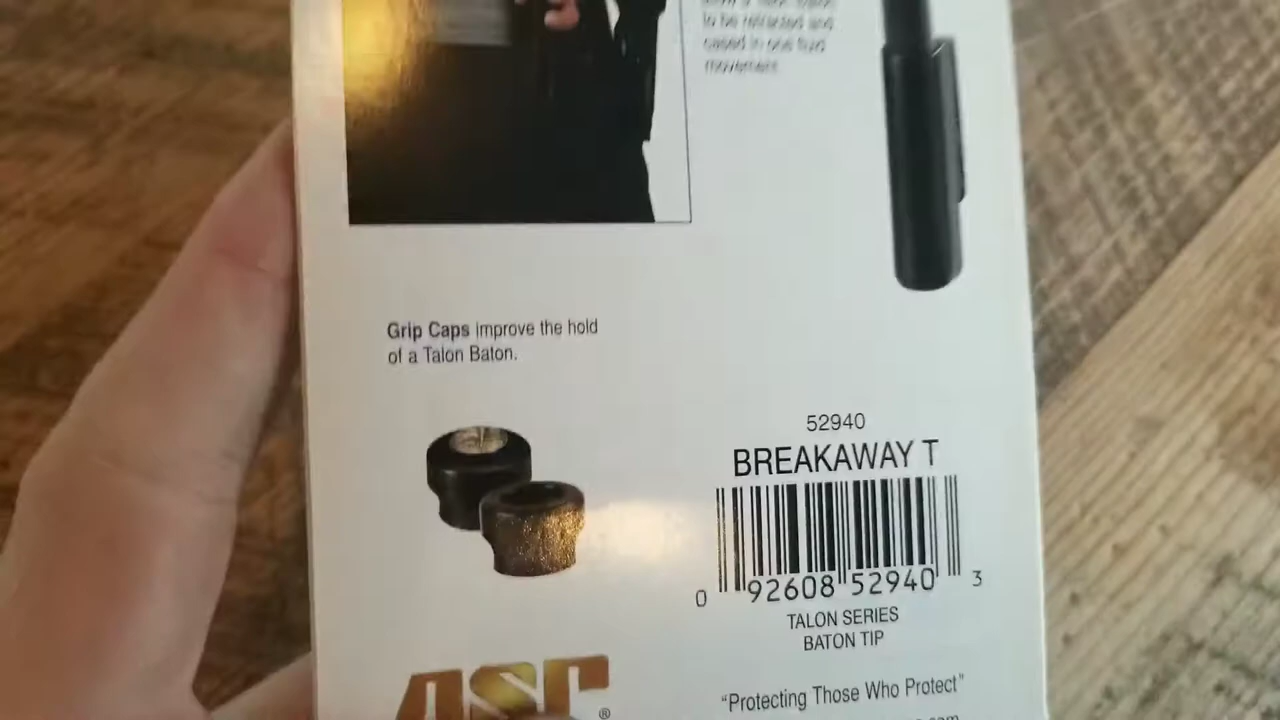 to be retracted and
cased in one fluid
movement.
Grip Caps improve the hold
of a Talon Baton.
52940
BREAKAWAY T
0 92608 52940 3
TALON SERIES
BATON TIP
ASP®
"Protecting Those Who Protect"